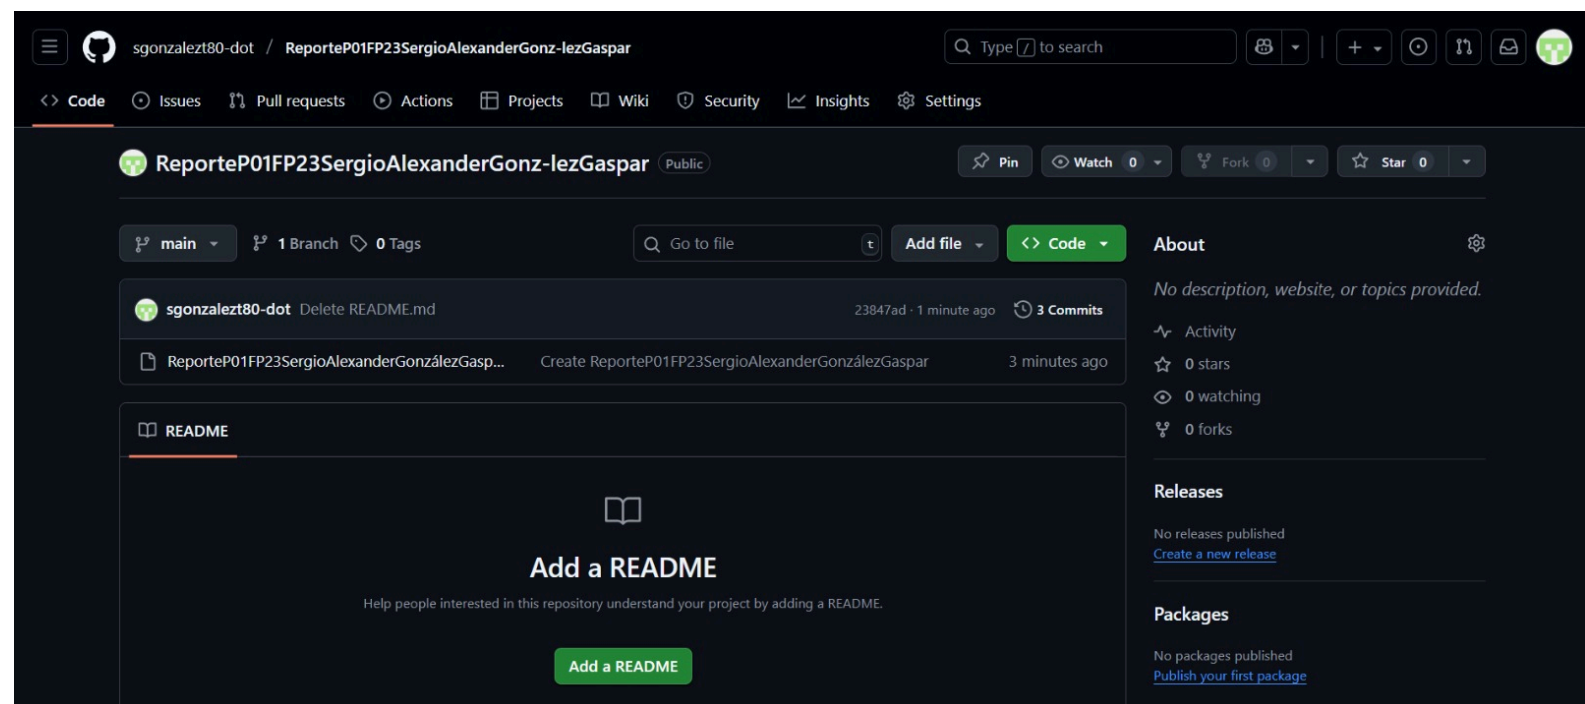 sgonzalezt80-dot / ReporteP01FP23SergioAlexanderGonz-lezGaspar
Type / to search
Code Issues Pull requests Actions Projects Wiki Security Insights Settings
ReporteP01FP23SergioAlexanderGonz-lezGaspar Public
Pin Watch 0 Fork 0 Star 0
main 1 Branch 0 Tags Go to file t Add file <> Code
sgonzalezt80-dot Delete README.md 23847ad · 1 minute ago 3 Commits
ReporteP01FP23SergioAlexanderGonzálezGasp... Create ReporteP01FP23SergioAlexanderGonzálezGaspar 3 minutes ago
README
Add a README
Help people interested in this repository understand your project by adding a README.
Add a README
About
No description, website, or topics provided.
Activity
0 stars
0 watching
0 forks
Releases
No releases published
Create a new release
Packages
No packages published
Publish your first package